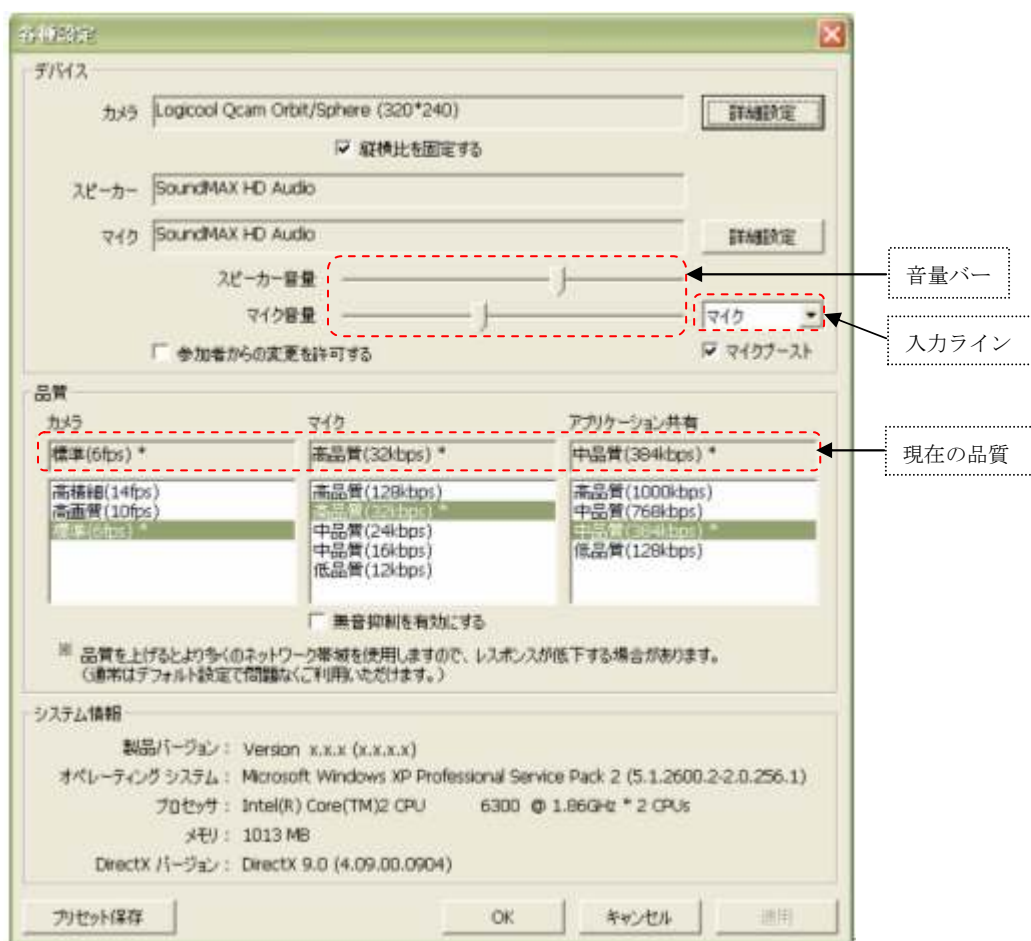 各種設定
デバイス
カメラ Logicool Qcam Orbit/Sphere (320*240) 詳細設定
縦横比を固定する
スピーカー SoundMAX HD Audio
マイク SoundMAX HD Audio 詳細設定
スピーカー音量 音量バー
マイク音量 マイク
入力ライン
参加者からの変更を許可する マイクブースト
品質
カメラ マイク アプリケーション共有
標準(6fps) * 高品質(32kbps) * 中品質(384kbps) * 現在の品質
高精細(14fps) 高品質(128kbps) 高品質(1000kbps)
高画質(10fps) 高品質(32kbps) * 中品質(768kbps)
標準(6fps) * 中品質(24kbps) 中品質(384kbps) *
中品質(16kbps) 低品質(128kbps)
低品質(12kbps)
無音抑制を有効にする
※ 品質を上げるとより多くのネットワーク帯域を使用しますので、レスポンスが低下する場合があります。
(通常はデフォルト設定で問題なくご利用いただけます。)
システム情報
製品バージョン : Version x.x.x (x.x.x.x)
オペレーティング システム : Microsoft Windows XP Professional Service Pack 2 (5.1.2600.2-2.0.256.1)
プロセッサ : Intel(R) Core(TM)2 CPU 6300 @ 1.86GHz * 2 CPUs
メモリ : 1013 MB
DirectX バージョン : DirectX 9.0 (4.09.00.0904)
プリセット保存 OK キャンセル 適用